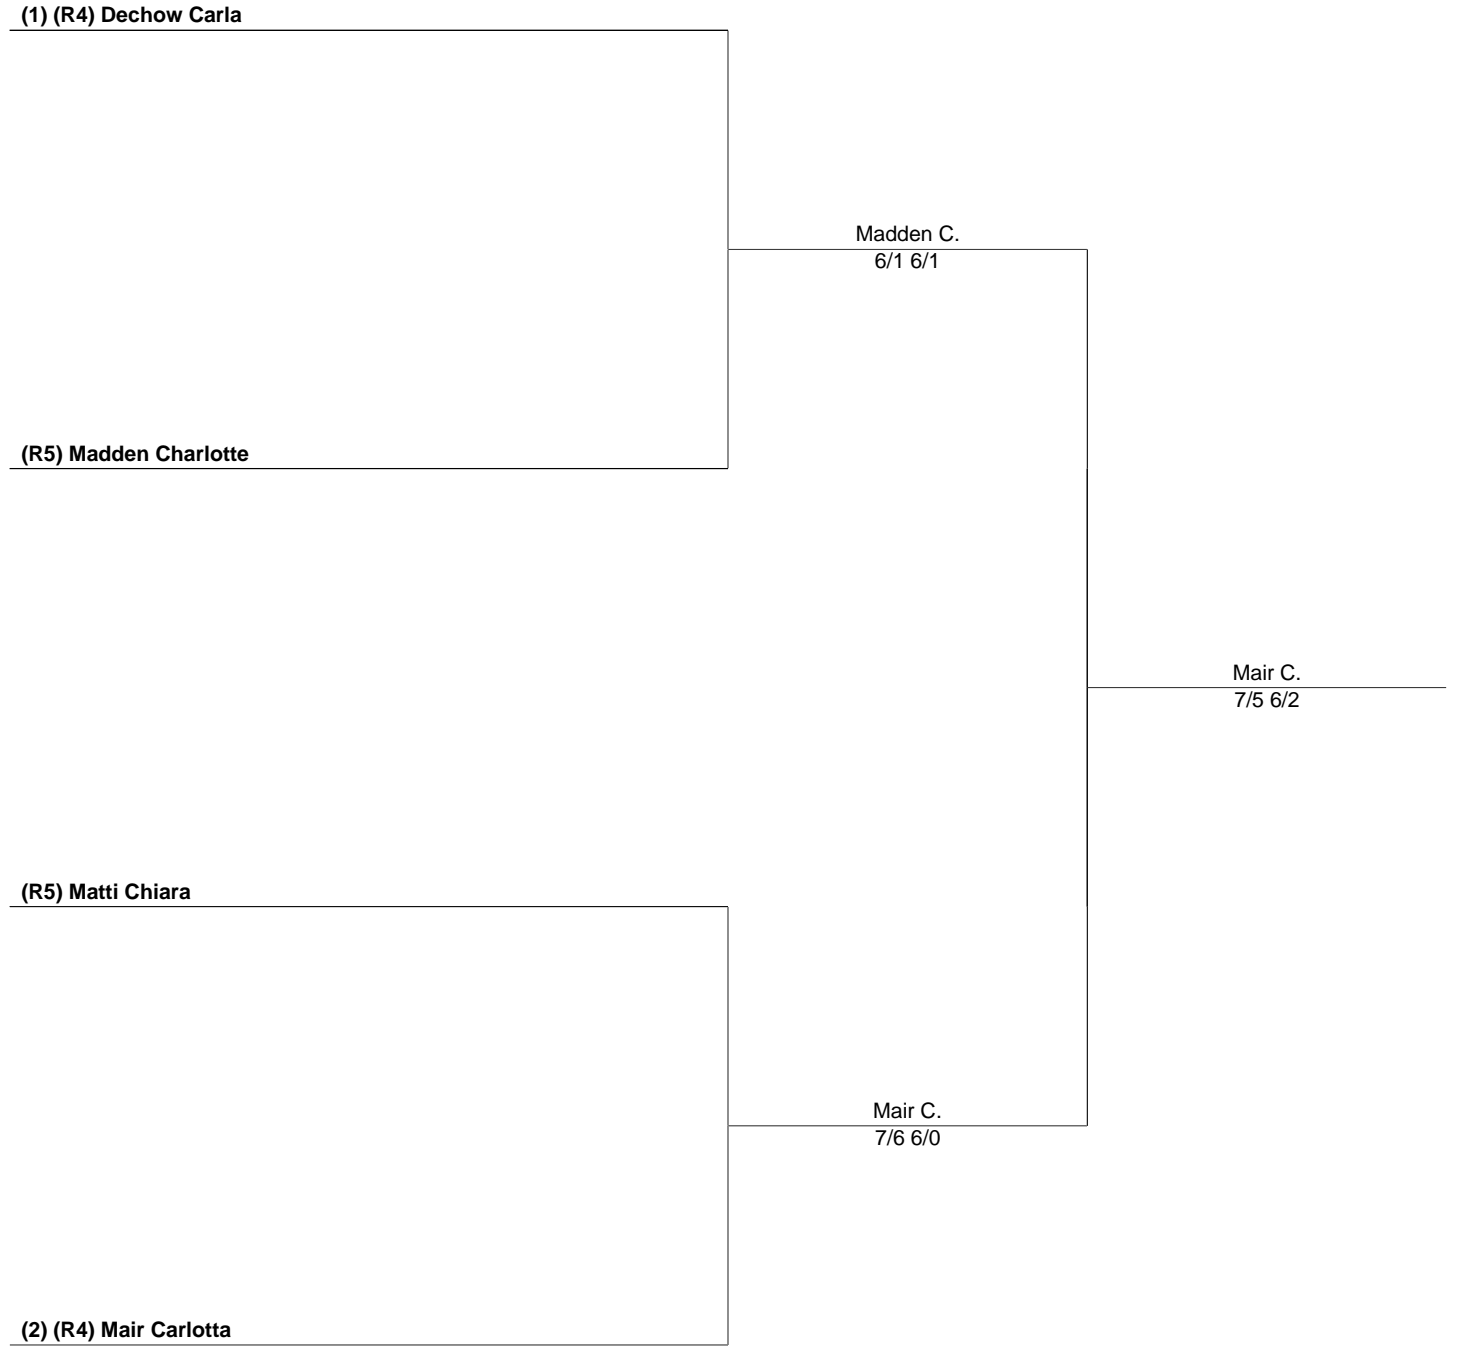 (1) (R4) Dechow Carla
Madden C.
6/1 6/1
(R5) Madden Charlotte
Mair C.
7/5 6/2
(R5) Matti Chiara
Mair C.
7/6 6/0
(2) (R4) Mair Carlotta